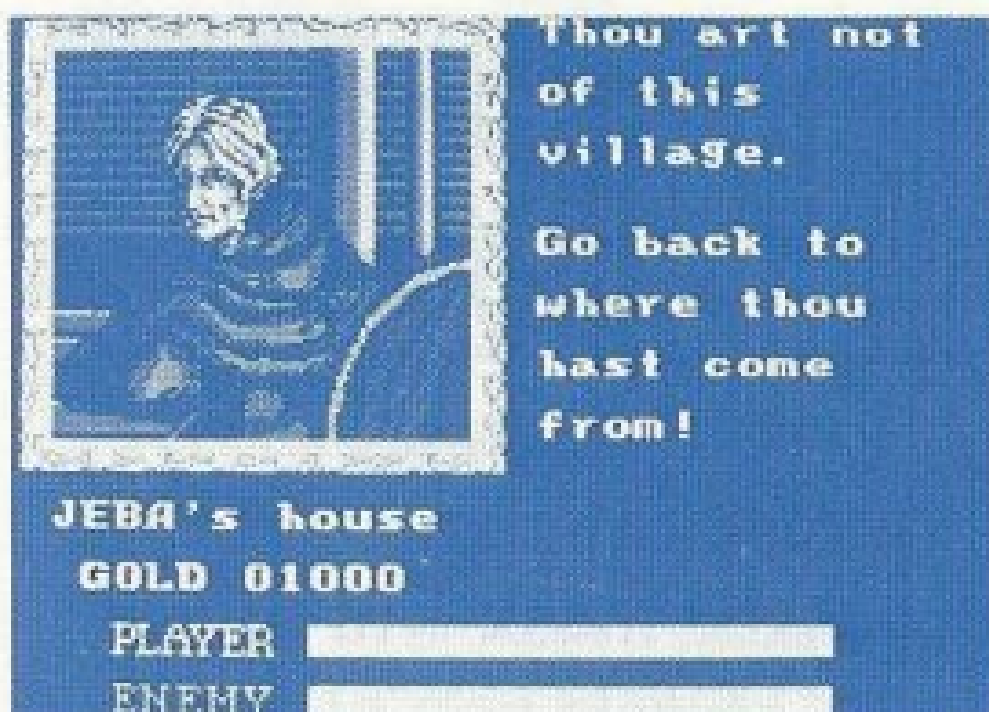 Thou art not
of this
village.
Go back to
where thou
hast come
from!
JEBA's house
GOLD 01000
PLAYER
ENEMY